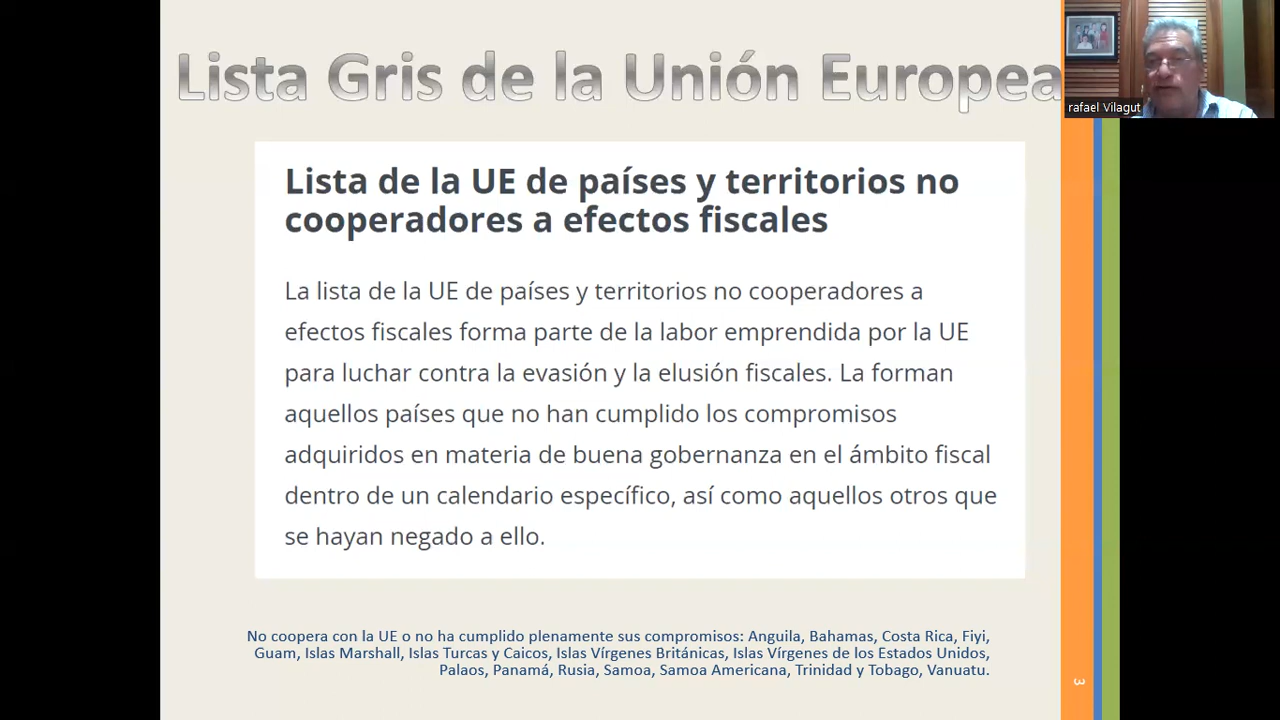 Lista Gris de la Unión Europea
rafael Vilagut
Lista de la UE de países y territorios no
cooperadores a efectos fiscales
La lista de la UE de países y territorios no cooperadores a
efectos fiscales forma parte de la labor emprendida por la UE
para luchar contra la evasión y la elusión fiscales. La forman
aquellos países que no han cumplido los compromisos
adquiridos en materia de buena gobernanza en el ámbito fiscal
dentro de un calendario específico, así como aquellos otros que
se hayan negado a ello.
No coopera con la UE o no ha cumplido plenamente sus compromisos: Anguila, Bahamas, Costa Rica, Fiyi,
Guam, Islas Marshall, Islas Turcas y Caicos, Islas Vírgenes Británicas, Islas Vírgenes de los Estados Unidos,
Palaos, Panamá, Rusia, Samoa, Samoa Americana, Trinidad y Tobago, Vanuatu.
3